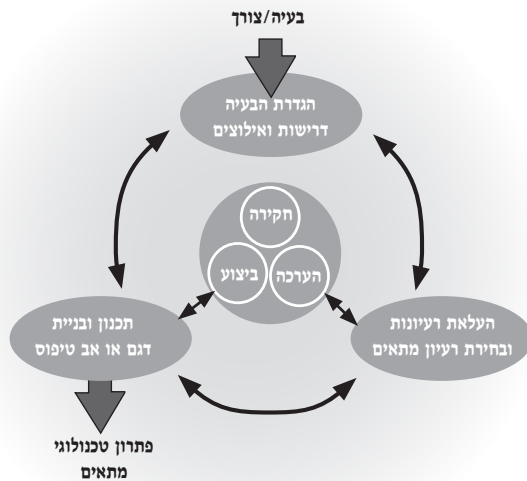 בעיה/צורך
הגדרת הבעיה
דרישות ואילוצים
חקירה
ביצוע
הערכה
העלאת רעיונות
ובחירת רעיון מתאים
תכנון ובניית
דגם או אב טיפוס
פתרון טכנולוגי
מתאים